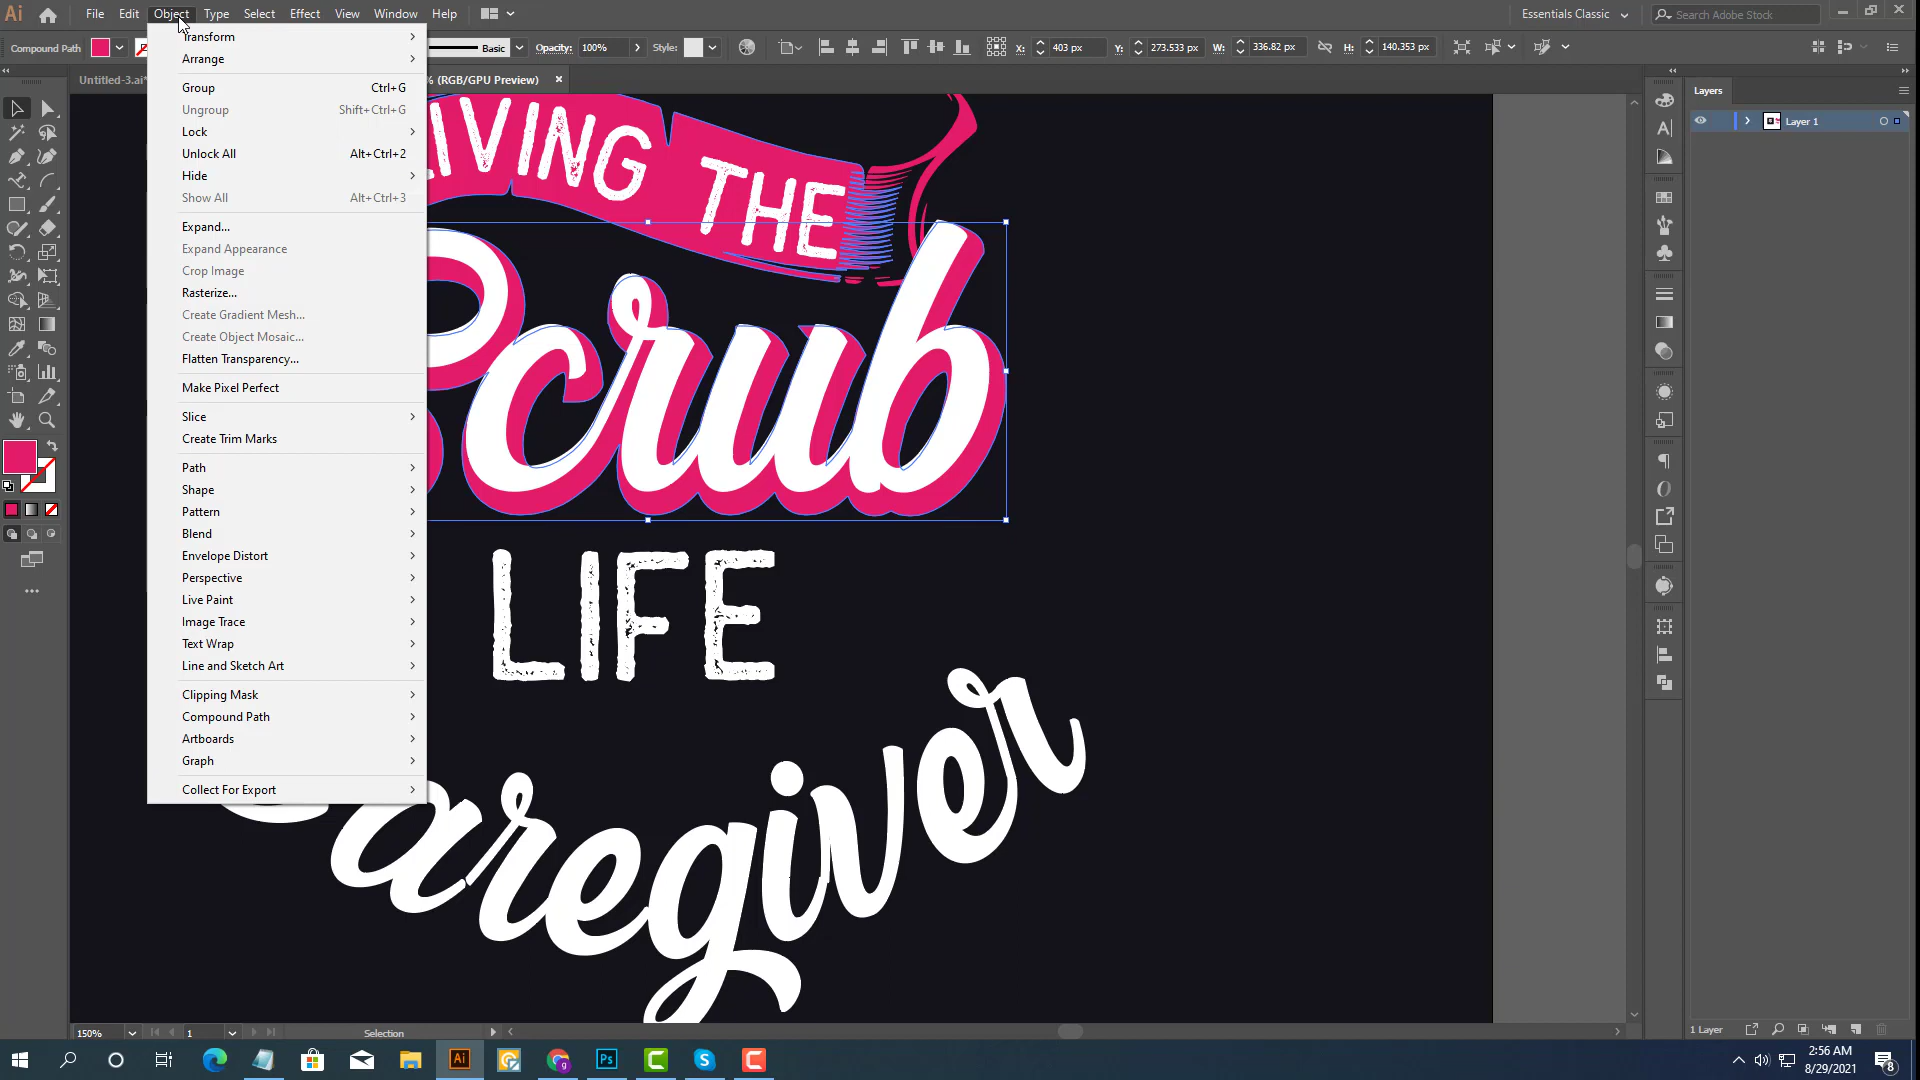 Ai File Edit Object Type Select Effect View Window Help Essentials Classic Search Adobe Stock
Compound Path Basic Opacity: 100% Style: X: 403 px Y: 273.533 px W: 336.82 px H: 140.353 px
Untitled-3.ai* % (RGB/GPU Preview)
Transform
Arrange
Group Ctrl+G
Ungroup Shift+Ctrl+G
Lock
Unlock All Alt+Ctrl+2
Hide
Show All Alt+Ctrl+3
Expand...
Expand Appearance
Crop Image
Rasterize...
Create Gradient Mesh...
Create Object Mosaic...
Flatten Transparency...
Make Pixel Perfect
Slice
Create Trim Marks
Path
Shape
Pattern
Blend
Envelope Distort
Perspective
Live Paint
Image Trace
Text Wrap
Line and Sketch Art
Clipping Mask
Compound Path
Artboards
Graph
Collect For Export
IVING THE
Scrub
LIFE
Caregiver
Layers
Layer 1
1 Layer
150% 1 Selection
Ai Ps
2:56 AM
8/29/2021
8